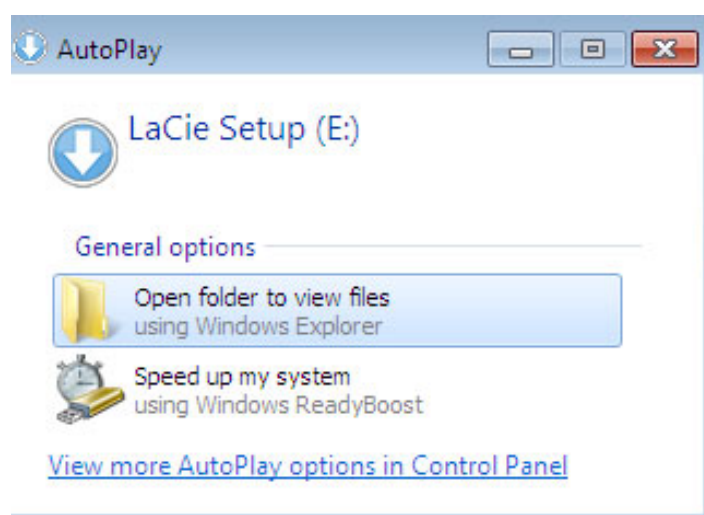 AutoPlay
LaCie Setup (E:)
General options
Open folder to view files
using Windows Explorer
Speed up my system
using Windows ReadyBoost
View more AutoPlay options in Control Panel